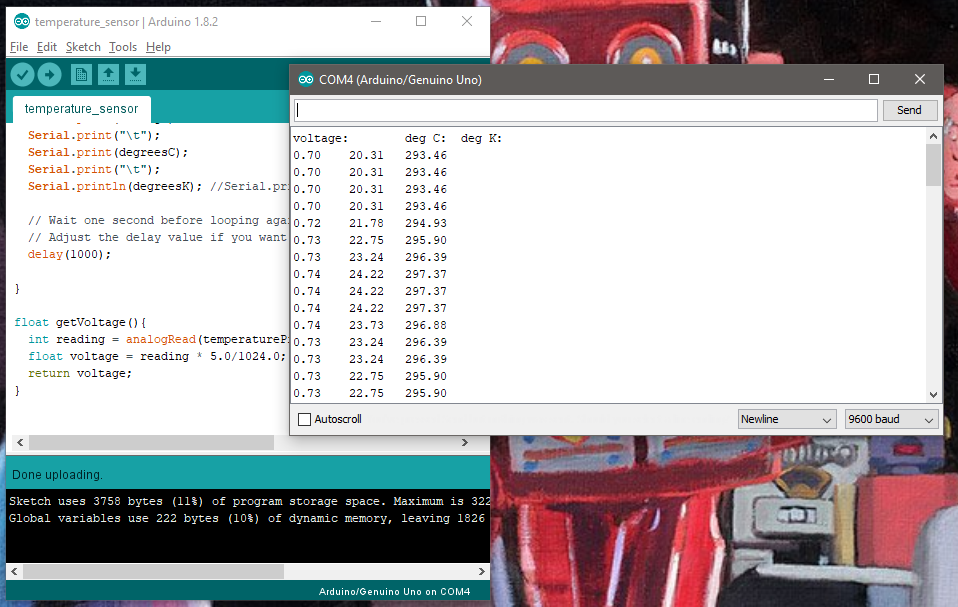 temperature_sensor | Arduino 1.8.2
File Edit Sketch Tools Help
temperature_sensor
Serial.print("\t");
Serial.print(degreesC);
Serial.print("\t");
Serial.println(degreesK); //Serial.pr
// Wait one second before looping aga
// Adjust the delay value if you want
delay(1000);
}
float getVoltage(){
int reading = analogRead(temperatureP
float voltage = reading * 5.0/1024.0;
return voltage;
}
Done uploading.
Sketch uses 3758 bytes (11%) of program storage space. Maximum is 322
Global variables use 222 bytes (10%) of dynamic memory, leaving 1826
Arduino/Genuino Uno on COM4
COM4 (Arduino/Genuino Uno)
Send
voltage: deg C: deg K:
0.70 20.31 293.46
0.70 20.31 293.46
0.70 20.31 293.46
0.70 20.31 293.46
0.72 21.78 294.93
0.73 22.75 295.90
0.73 23.24 296.39
0.74 24.22 297.37
0.74 24.22 297.37
0.74 24.22 297.37
0.74 23.73 296.88
0.73 23.24 296.39
0.73 23.24 296.39
0.73 22.75 295.90
0.73 22.75 295.90
Autoscroll
Newline
9600 baud